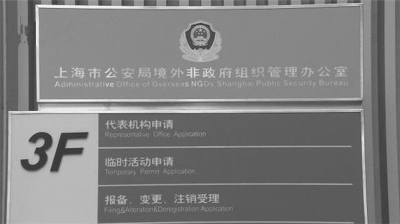 上海市公安局境外非政府组织管理办公室
Administrative Office of Overseas NGOs Shanghai Public Security Bureau
3F
代表机构申请
Representative Office Application
临时活动申请
Temporary Permit Application
报备、变更、注销受理
Filing&Alteration&Deregistration Application